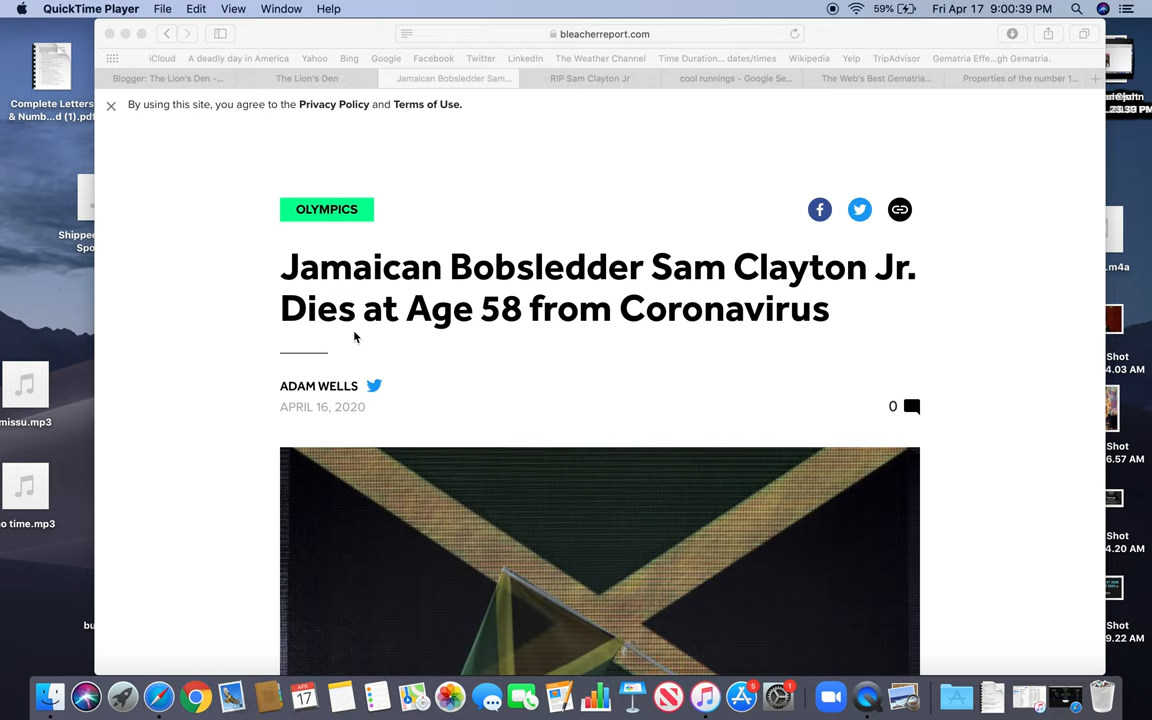 QuickTime Player File Edit View Window Help 59% Fri Apr 17 9:00:39 PM
bleacherreport.com
iCloud A deadly day in America Yahoo Bing Google Facebook Twitter LinkedIn The Weather Channel Time Duration... dates/times Wikipedia Yelp TripAdvisor Gematria Effe...gh Gematria.
Blogger: The Lion's Den -... The Lion's Den Jamaican Bobsledder Sam... RIP Sam Clayton Jr cool runnings - Google Se... The Web's Best Gematria... Properties of the number 1...
By using this site, you agree to the Privacy Policy and Terms of Use.
OLYMPICS
Jamaican Bobsledder Sam Clayton Jr.
Dies at Age 58 from Coronavirus
ADAM WELLS
APRIL 16, 2020
0
Complete Letters
& Numb...d (1).pdf
Shippe
Spo
missu.mp3
o time.mp3
bu
.m4a
Shot
4.03 AM
Shot
6.57 AM
Shot
4.20 AM
Shot
9.22 AM
APR
17
5
1